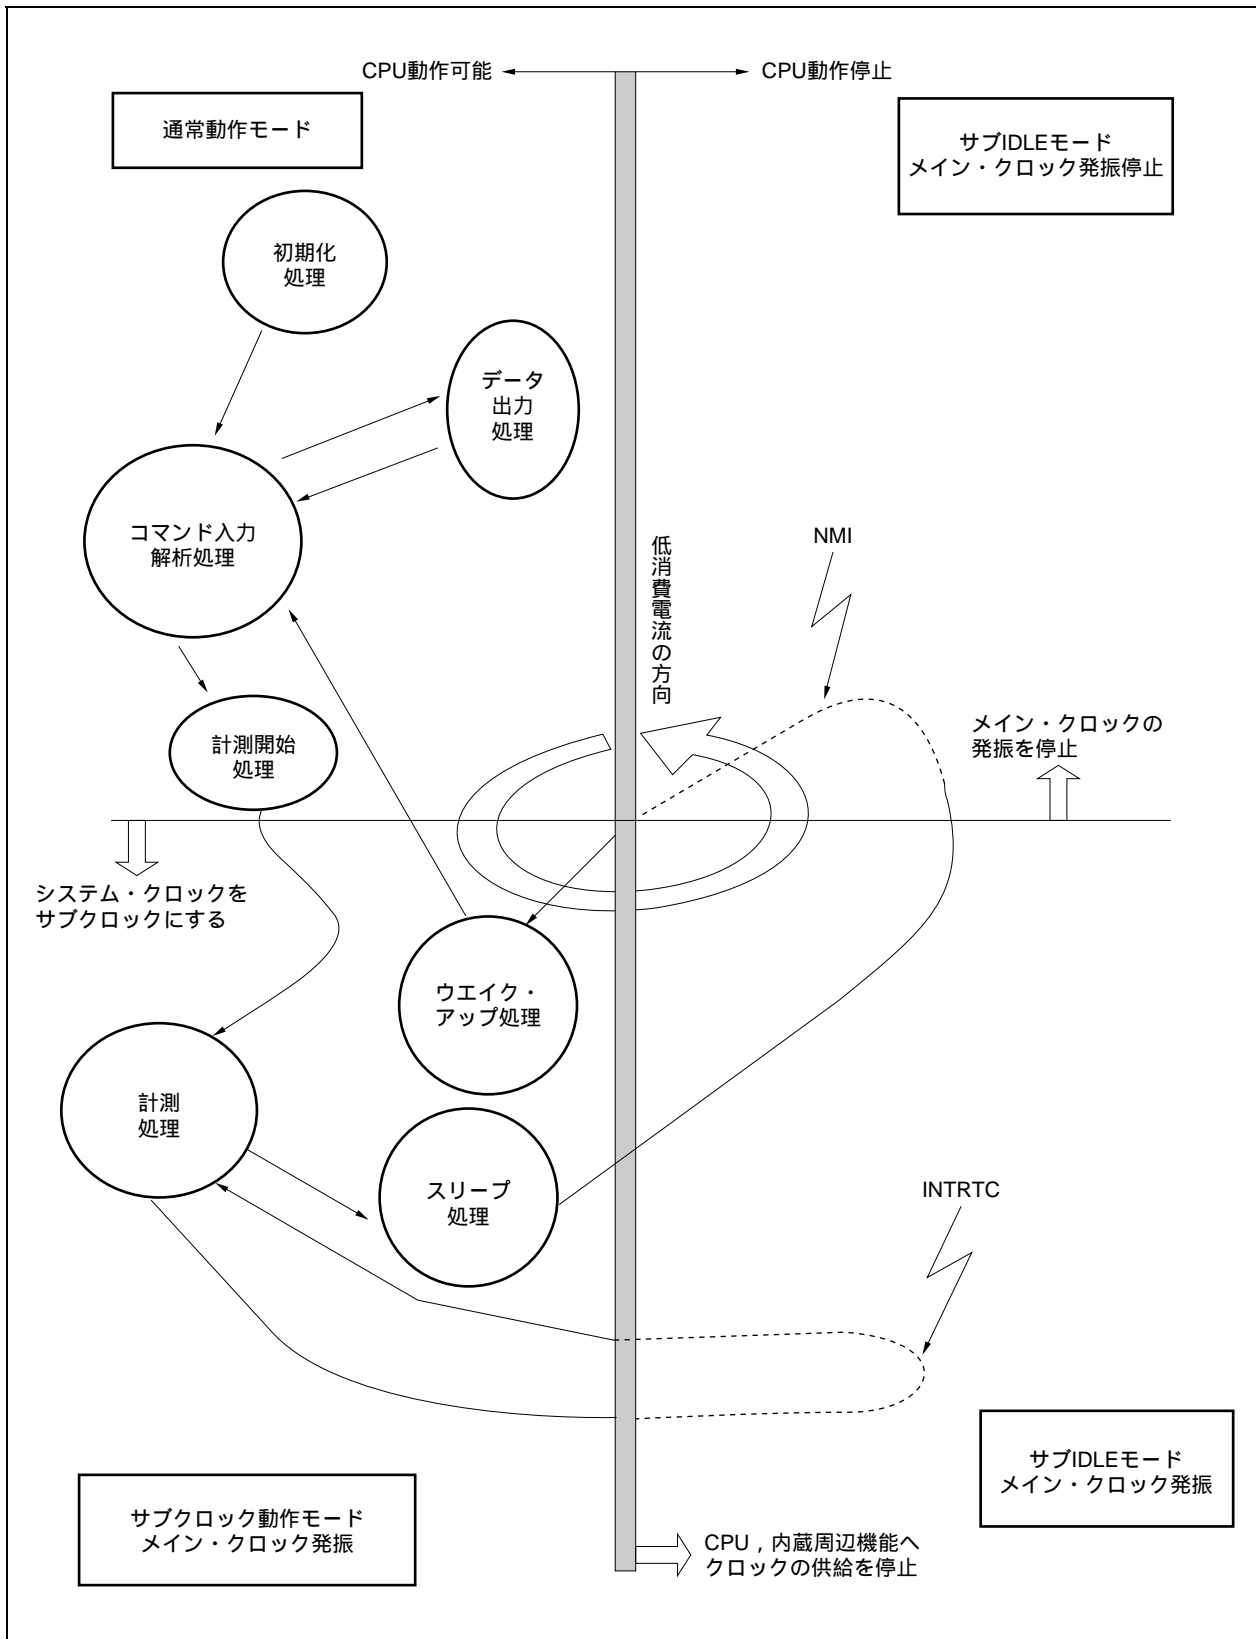 CPU動作可能
CPU動作停止
通常動作モード
サブIDLEモード
メイン・クロック発振停止
初期化
処理
データ
出力
処理
コマンド入力
解析処理
低消費電流の方向
NMI
計測開始
処理
メイン・クロックの
発振を停止
システム・クロックを
サブクロックにする
ウエイク・
アップ処理
計測
処理
スリープ
処理
INTRTC
サブIDLEモード
メイン・クロック発振
サブクロック動作モード
メイン・クロック発振
CPU，内蔵周辺機能へ
クロックの供給を停止